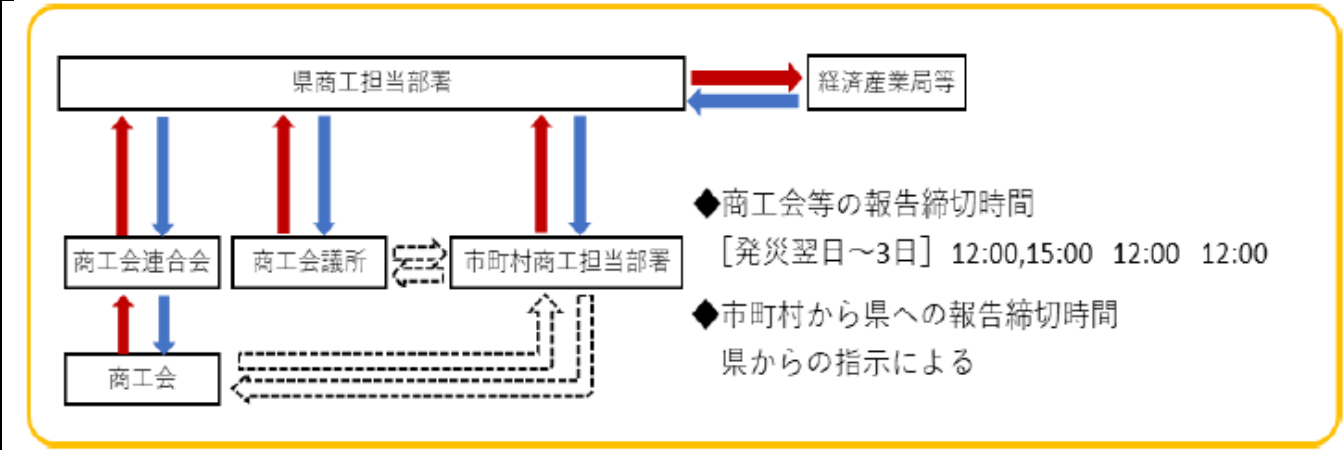 県商工担当部署
経済産業局等
商工会連合会
商工会議所
市町村商工担当部署
商工会
◆商工会等の報告締切時間
［発災翌日～3日］ 12:00,15:00 12:00 12:00
◆市町村から県への報告締切時間
県からの指示による